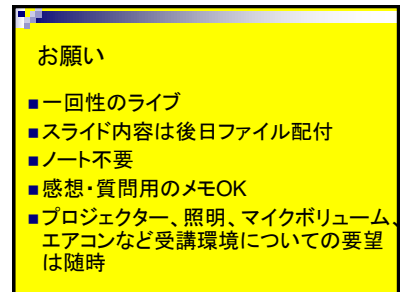 お願い
■一回性のライブ
■スライド内容は後日ファイル配付
■ノート不要
■感想・質問用のメモOK
■プロジェクター、照明、マイクボリューム、
エアコンなど受講環境についての要望
は随時